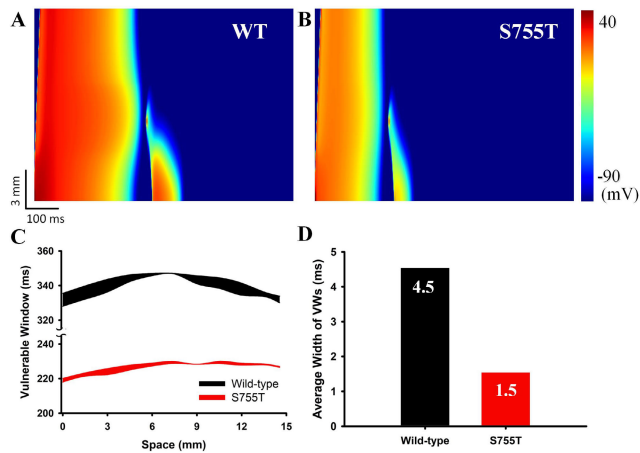 A
WT
B
S755T
40
-90
(mV)
3 mm
100 ms
C
Vulnerable Window (ms)
360
340
320
240
220
200
0
3
6
9
12
15
Space (mm)
Wild-type
S755T
D
Average Width of VWs (ms)
5
4
3
2
1
0
4.5
1.5
Wild-type
S755T